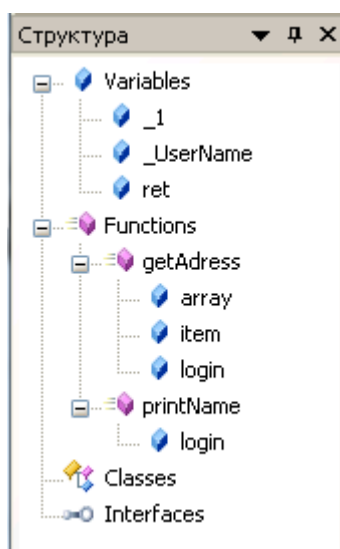 Структура
Variables
_1
_UserName
ret
Functions
getAdress
array
item
login
printName
login
Classes
Interfaces